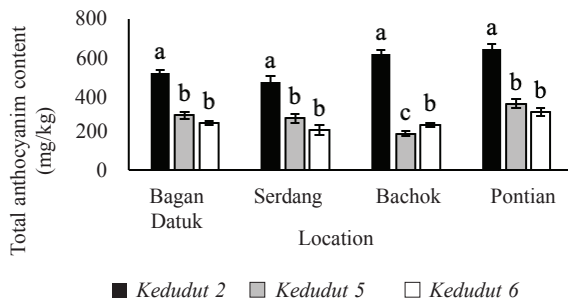 Total anthocyanim content
(mg/kg)
800
600
400
200
0
a b b
a b b
a c b
a b b
Bagan
Datuk
Serdang
Bachok
Pontian
Location
Kedudut 2 Kedudut 5 Kedudut 6